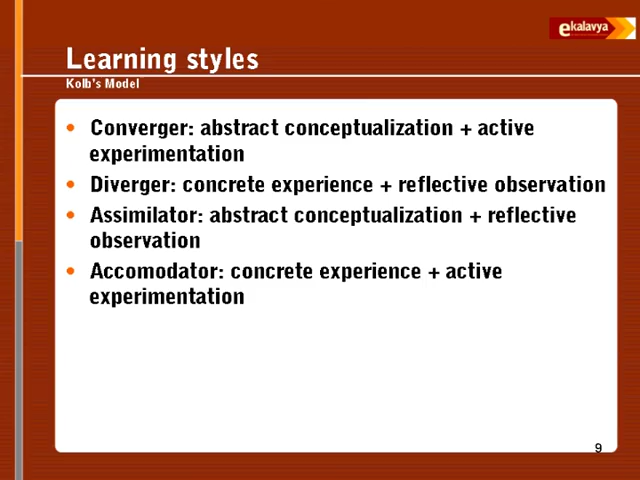 ekalavya
Learning styles
Kolb's Model
• Converger: abstract conceptualization + active
experimentation
• Diverger: concrete experience + reflective observation
• Assimilator: abstract conceptualization + reflective
observation
• Accomodator: concrete experience + active
experimentation
9